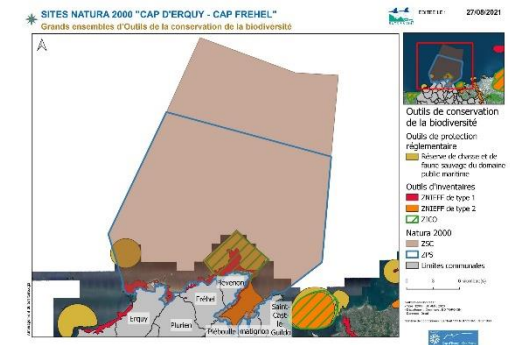 SITES NATURA 2000 "CAP D'ERQUY - CAP FREHEL"
Grands ensembles d'Outils de la conservation de la biodiversité
27/08/2021
Outils de conservation
de la biodiversité
Outils de protection
réglementaire
Réserve de chasse et de
faune sauvage du domaine
public maritime
Outils d'inventaires
ZNIEFF de type 1
ZNIEFF de type 2
ZICO
Natura 2000
ZSC
ZPS
Limites communales
Erquy
Plurien
Fréhel
Plévenon
Pléboulle
matignon
Saint-
Cast-
le
Guildo